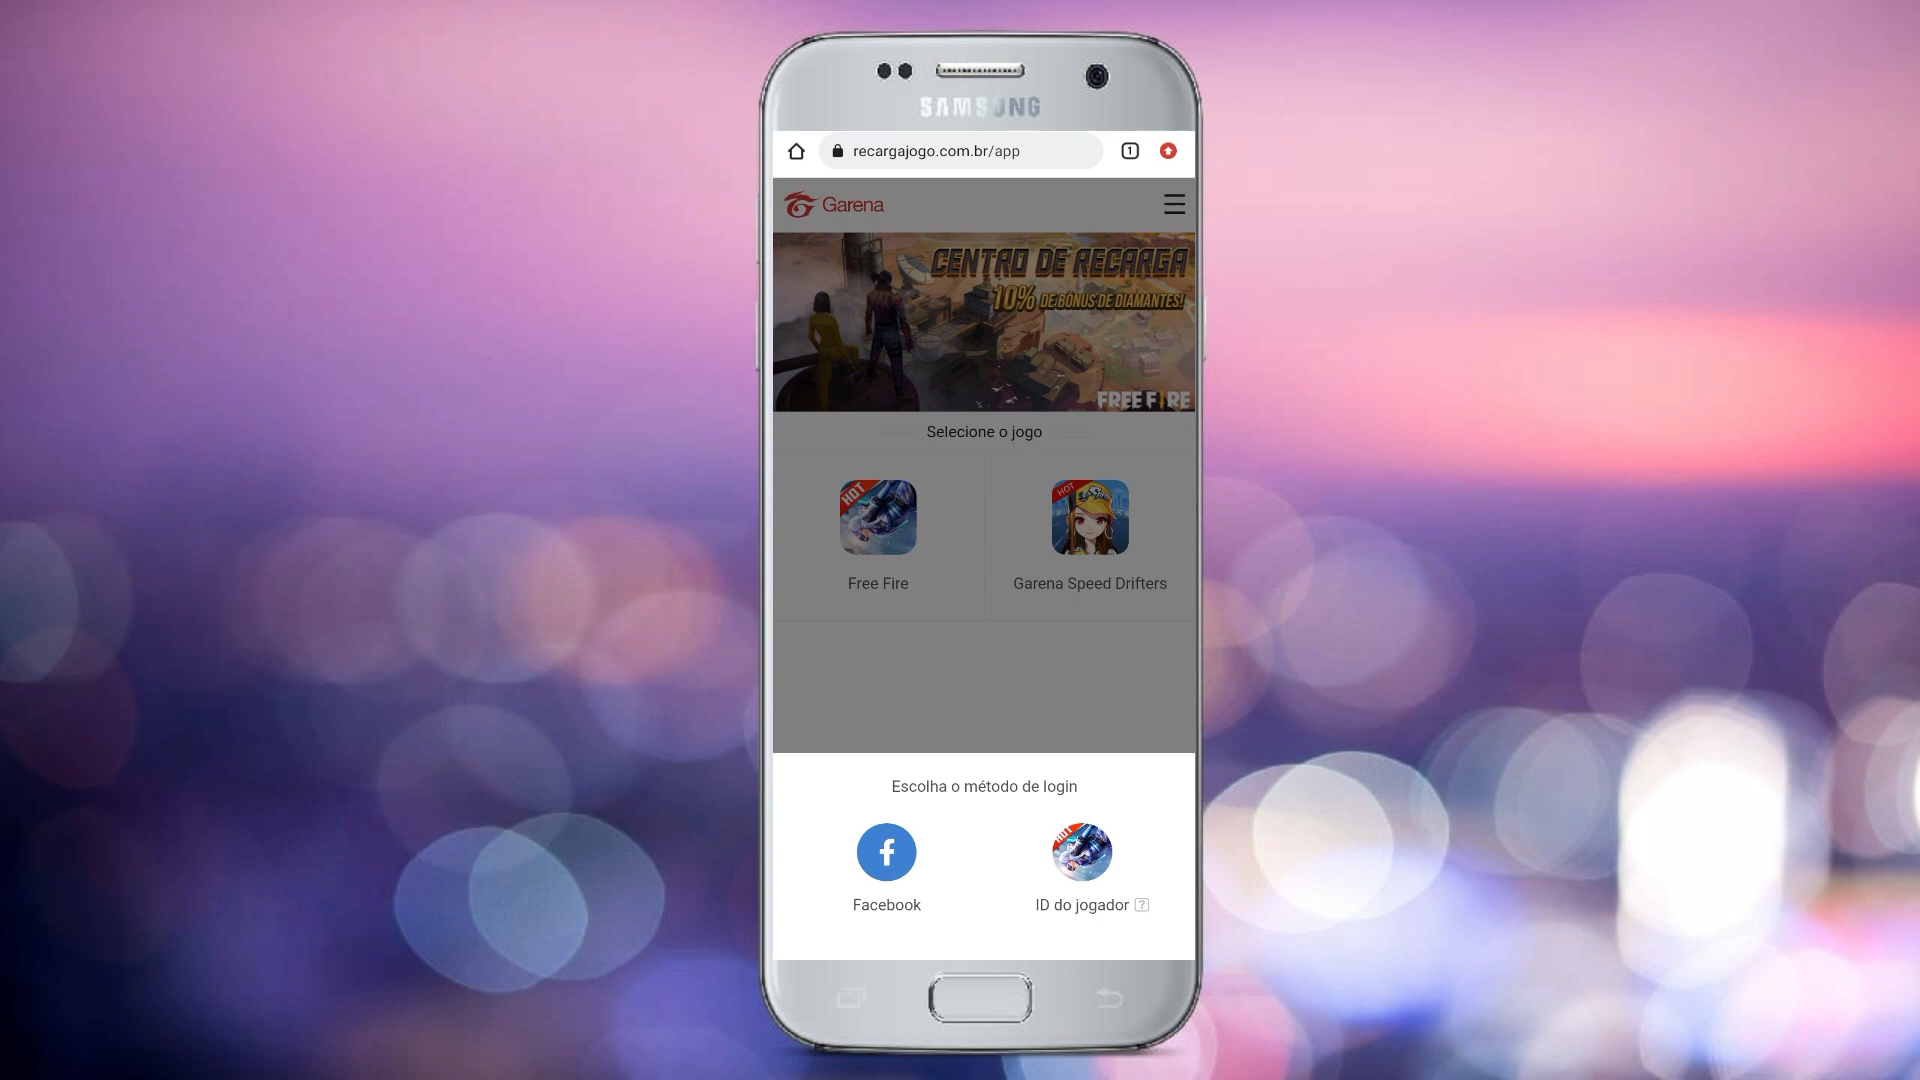 SAMSUNG
recargajogo.com.br/app
1
Garena
CENTRO DE RECARGA
10% DE BÔNUS DE DIAMANTES!
FREE FIRE
Selecione o jogo
HOT
HOT
Free Fire
Garena Speed Drifters
Escolha o método de login
HOT
Facebook
ID do jogador ?